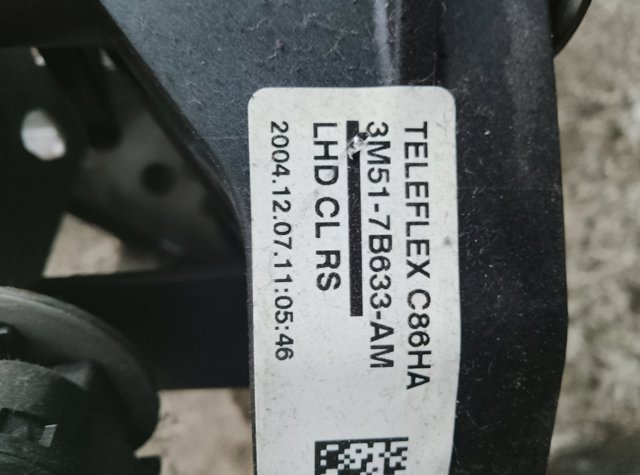 TELEFLEX C86HA
3M51-7B633-AM
LHD CL RS
2004.12.07.11:05:46